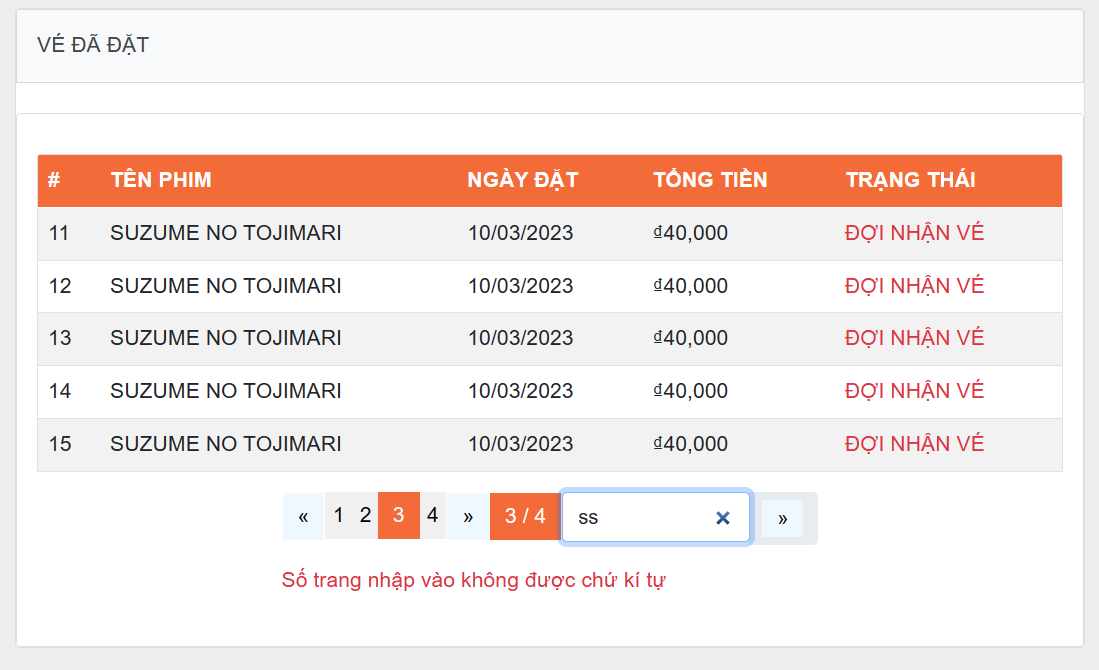 VÉ ĐÃ ĐẶT
# TÊN PHIM NGÀY ĐẶT TỔNG TIỀN TRẠNG THÁI
11 SUZUME NO TOJIMARI 10/03/2023 ₫40,000 ĐỢI NHẬN VÉ
12 SUZUME NO TOJIMARI 10/03/2023 ₫40,000 ĐỢI NHẬN VÉ
13 SUZUME NO TOJIMARI 10/03/2023 ₫40,000 ĐỢI NHẬN VÉ
14 SUZUME NO TOJIMARI 10/03/2023 ₫40,000 ĐỢI NHẬN VÉ
15 SUZUME NO TOJIMARI 10/03/2023 ₫40,000 ĐỢI NHẬN VÉ
« 1 2 3 4 » 3 / 4 ss »
Số trang nhập vào không được chứ kí tự